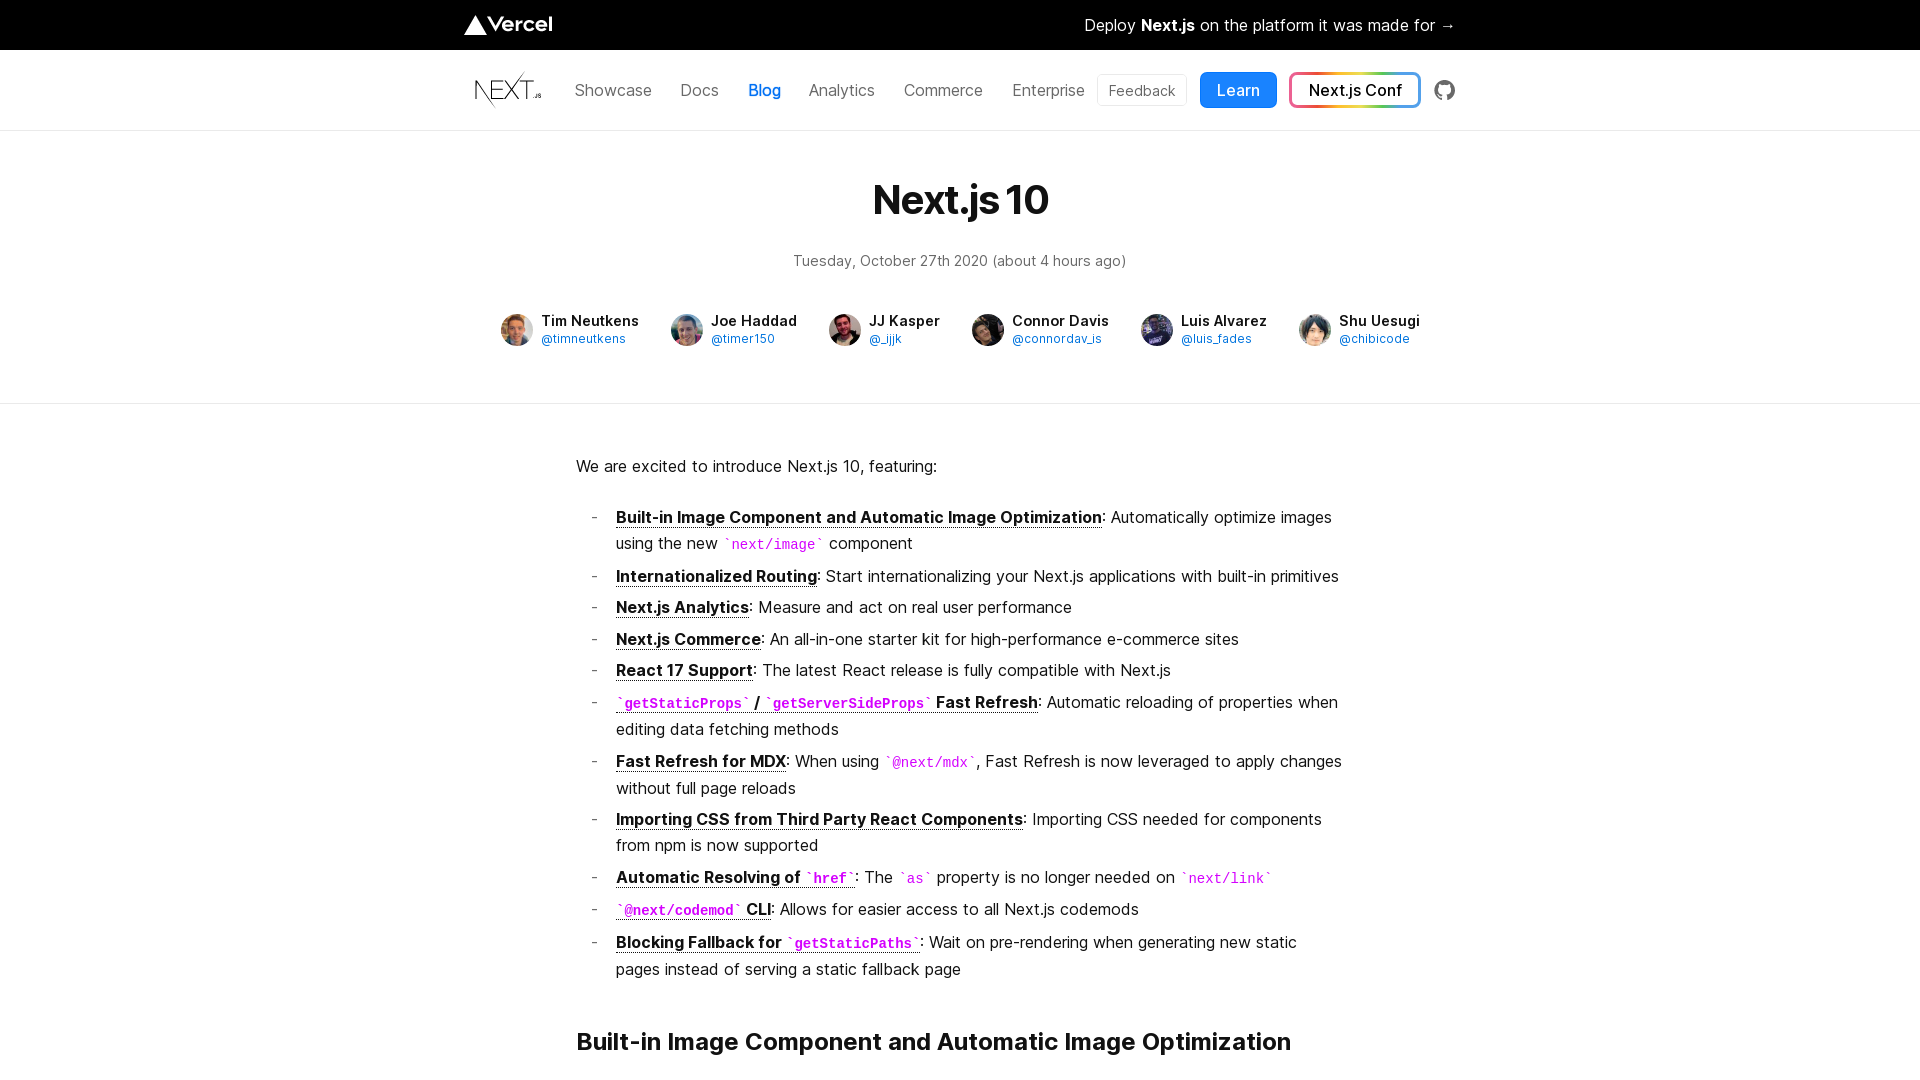 Vercel
Deploy Next.js on the platform it was made for →
NEXT.JS
Showcase
Docs
Blog
Analytics
Commerce
Enterprise
Feedback
Learn
Next.js Conf
Next.js 10
Tuesday, October 27th 2020 (about 4 hours ago)
Tim Neutkens
@timneutkens
Joe Haddad
@timer150
JJ Kasper
@_ijjk
Connor Davis
@connordav_is
Luis Alvarez
@luis_fades
Shu Uesugi
@chibicode
We are excited to introduce Next.js 10, featuring:
- Built-in Image Component and Automatic Image Optimization: Automatically optimize images
using the new `next/image` component
- Internationalized Routing: Start internationalizing your Next.js applications with built-in primitives
- Next.js Analytics: Measure and act on real user performance
- Next.js Commerce: An all-in-one starter kit for high-performance e-commerce sites
- React 17 Support: The latest React release is fully compatible with Next.js
- `getStaticProps` / `getServerSideProps` Fast Refresh: Automatic reloading of properties when
editing data fetching methods
- Fast Refresh for MDX: When using `@next/mdx`, Fast Refresh is now leveraged to apply changes
without full page reloads
- Importing CSS from Third Party React Components: Importing CSS needed for components
from npm is now supported
- Automatic Resolving of `href`: The `as` property is no longer needed on `next/link`
- `@next/codemod` CLI: Allows for easier access to all Next.js codemods
- Blocking Fallback for `getStaticPaths`: Wait on pre-rendering when generating new static
pages instead of serving a static fallback page
Built-in Image Component and Automatic Image Optimization